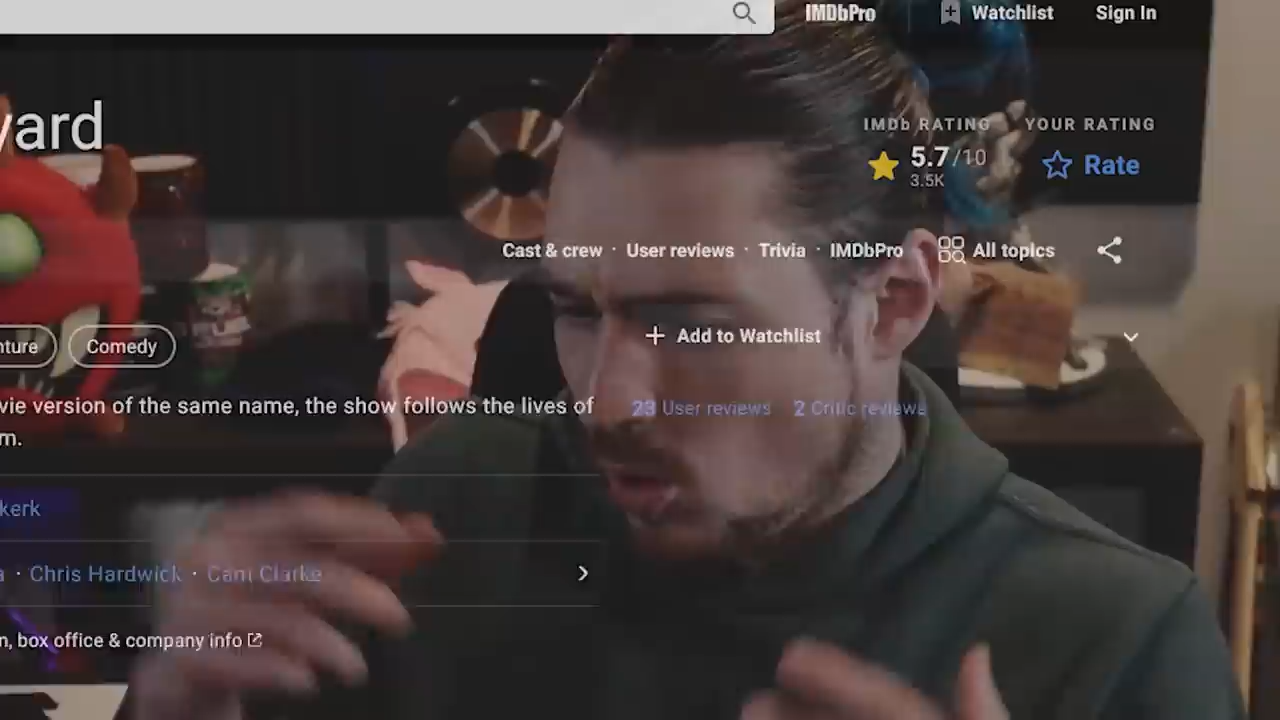 IMDbPro Watchlist Sign In
yard
IMDb RATING YOUR RATING
5.7/10 Rate
3.5K
Cast & crew · User reviews · Trivia · IMDbPro All topics
Comedy
+ Add to Watchlist
version of the same name, the show follows the lives of
23 User reviews 2 Critic reviews
m.
kerk
a · Chris Hardwick · Cam Clarke
n, box office & company info